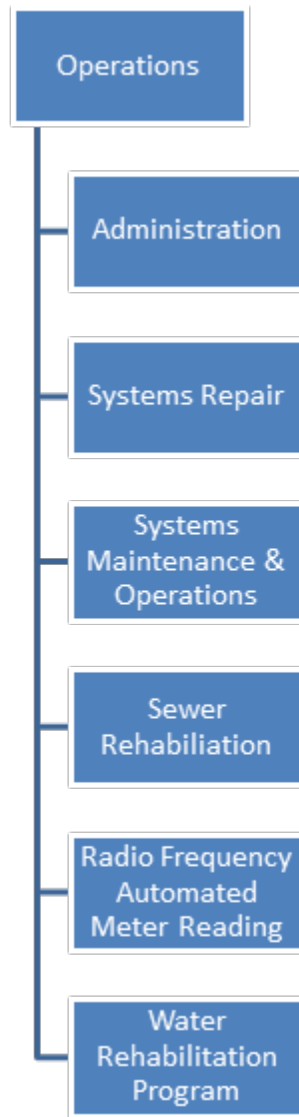 Operations
Administration
Systems Repair
Systems
Maintenance &
Operations
Sewer
Rehabiliation
Radio Frequency
Automated
Meter Reading
Water
Rehabilitation
Program